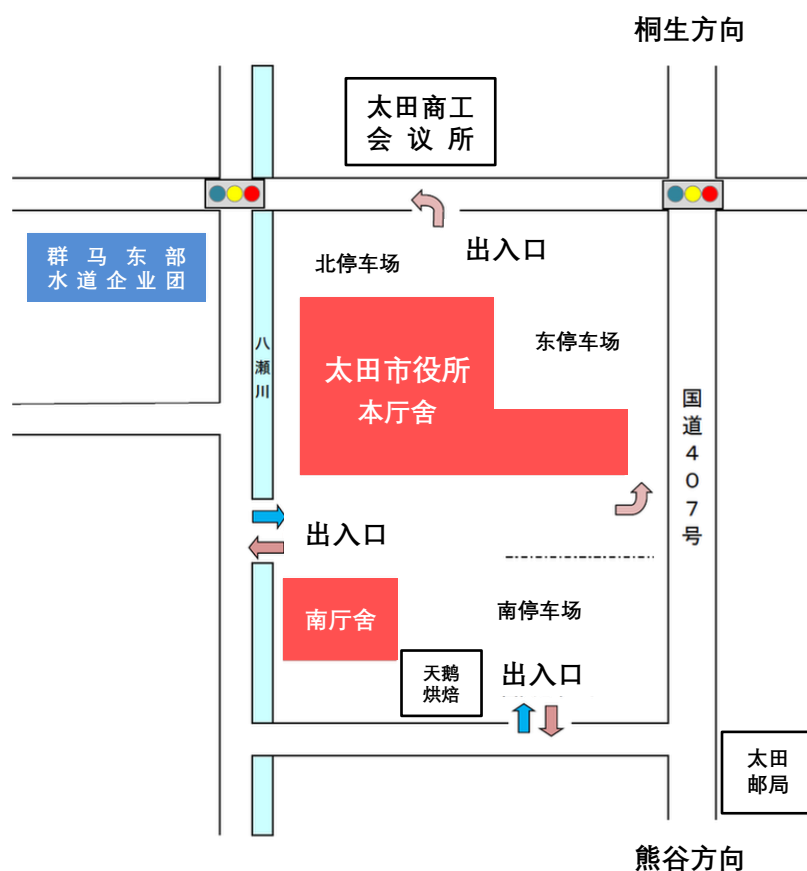 桐生方向
太田商工
会议所
群马东部
水道企业团
北停车场
出入口
东停车场
八瀬川
太田市役所
本厅舍
国道407号
出入口
南厅舍
南停车场
天鹅
烘焙
出入口
太田
邮局
熊谷方向